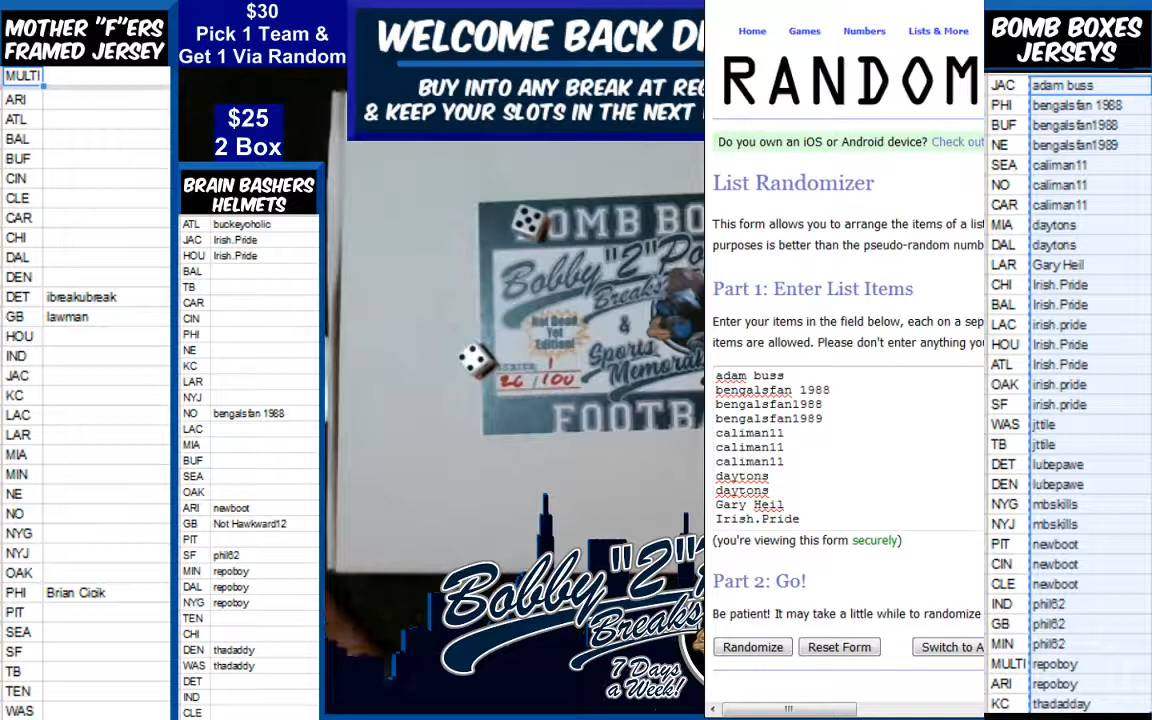 MOTHER "F"ERS
FRAMED JERSEY
MULTI
ARI
ATL
BAL
BUF
CIN
CLE
CAR
CHI
DAL
DEN
DET ibreakubreak
GB lawman
HOU
IND
JAC
KC
LAC
LAR
MIA
MIN
NE
NO
NYG
NYJ
OAK
PHI Brian Cicik
PIT
SEA
SF
TB
TEN
WAS
$30
Pick 1 Team &
Get 1 Via Random
$25
2 Box
BRAIN BASHERS
HELMETS
ATL buckeyoholic
JAC Irish.Pride
HOU Irish.Pride
BAL
TB
CAR
CIN
PHI
NE
KC
LAR
NYJ
NO bengalsfan 1988
LAC
MIA
BUF
SEA
OAK
ARI newboot
GB Not Hawkward12
PIT
SF phil62
MIN repoboy
DAL repoboy
NYG repoboy
TEN
CHI
DEN thadaddy
WAS thadaddy
DET
IND
CLE
WELCOME BACK
BUY INTO ANY BREAK AT
& KEEP YOUR SLOTS IN THE NEXT
OMB BO
Bobby "2"
Breaks
Not Dead
Yet
Edition!
&
Sports
SERIES 1
26/100
FOOTB
Bobby "2"
Breaks
7 Days
a Week!
Home Games Numbers Lists & More
RANDOM
Do you own an iOS or Android device? Check out
List Randomizer
This form allows you to arrange the items of a list
purposes is better than the pseudo-random numb
Part 1: Enter List Items
Enter your items in the field below, each on a sep
items are allowed. Please don't enter anything yo
adam buss
bengalsfan 1988
bengalsfan1988
bengalsfan1989
caliman11
caliman11
caliman11
daytons
daytons
Gary Heil
Irish.Pride
(you're viewing this form securely)
Part 2: Go!
Be patient! It may take a little while to randomize
Randomize Reset Form Switch to A
BOMB BOXES
JERSEYS
JAC adam buss
PHI bengalsfan 1988
BUF bengalsfan1988
NE bengalsfan1989
SEA caliman11
NO caliman11
CAR caliman11
MIA daytons
DAL daytons
LAR Gary Heil
CHI Irish.Pride
BAL Irish.Pride
LAC irish.pride
HOU Irish.Pride
ATL Irish.Pride
OAK irish.pride
SF irish.pride
WAS jttile
TB jttile
DET lubepawe
DEN lubepawe
NYG mbskills
NYJ mbskills
PIT newboot
CIN newboot
CLE newboot
IND phil62
GB phil62
MIN phil62
MULTI repoboy
ARI repoboy
KC thadadday